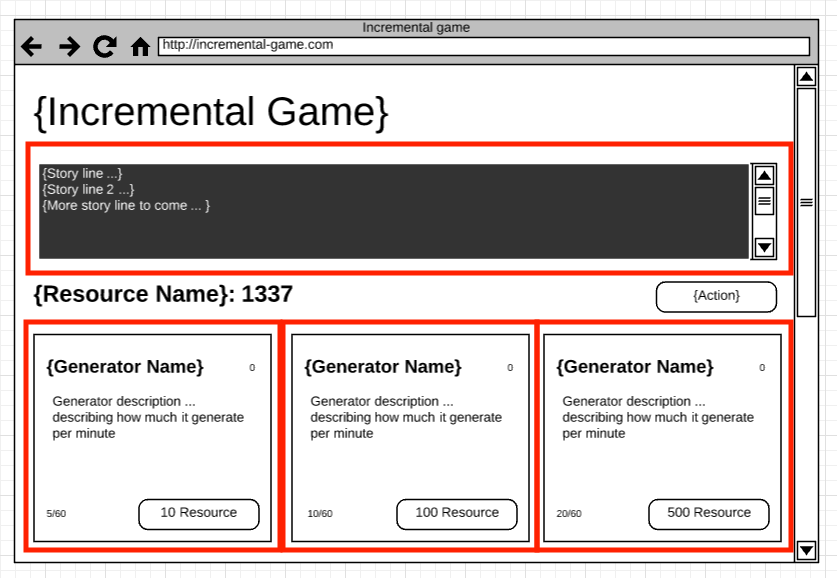 Incremental game
http://incremental-game.com
{Incremental Game}
{Story line ...}
{Story line 2 ...}
{More story line to come ... }
{Resource Name}: 1337
{Action}
{Generator Name}
0
Generator description ...
describing how much it generate
per minute
5/60
10 Resource
{Generator Name}
0
Generator description ...
describing how much it generate
per minute
10/60
100 Resource
{Generator Name}
0
Generator description ...
describing how much it generate
per minute
20/60
500 Resource